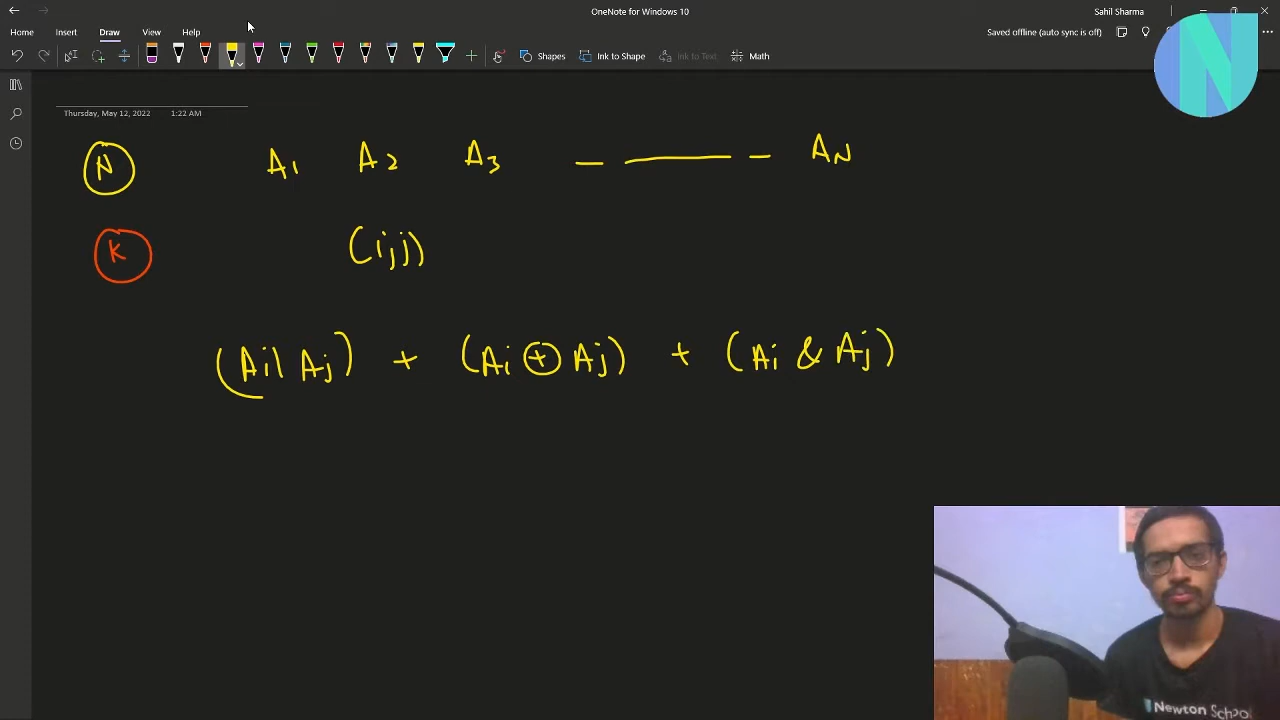 OneNote for Windows 10
Sahil Sharma
Home Insert Draw View Help
Saved offline (auto sync is off)
Shapes Ink to Shape Ink to Text Math
Thursday, May 12, 2022 1:22 AM
N A1 A2 A3 — —— — AN
K (i,j)
(Ai | Aj) + (Ai ⊕ Aj) + (Ai & Aj)
Newton School